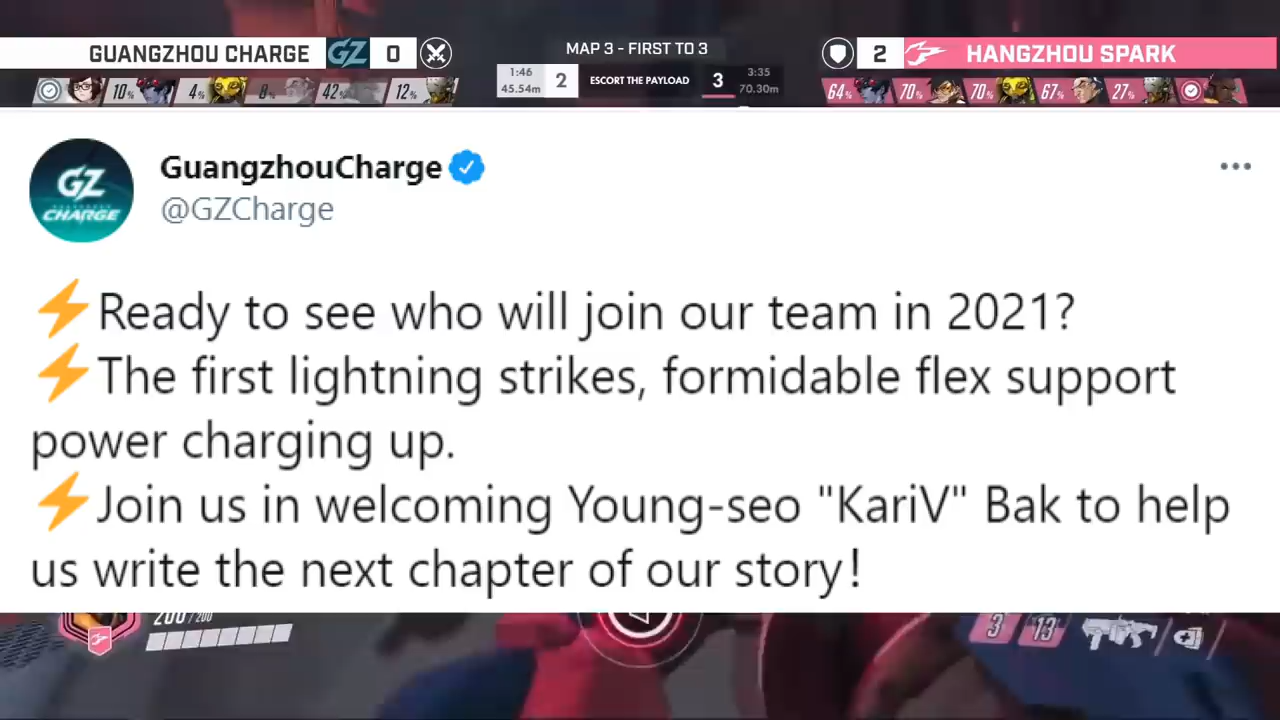 GUANGZHOU CHARGE GZ 0 MAP 3 - FIRST TO 3 2 HANGZHOU SPARK
1:46 45.54m 2 ESCORT THE PAYLOAD 3 3:35 70.30m
10% 4% 42% 12% 64% 70% 70% 67% 27%
GZ
CHARGE
GuangzhouCharge
@GZCharge
⚡Ready to see who will join our team in 2021?
⚡The first lightning strikes, formidable flex support
power charging up.
⚡Join us in welcoming Young-seo "KariV" Bak to help
us write the next chapter of our story!
200/200
3 13